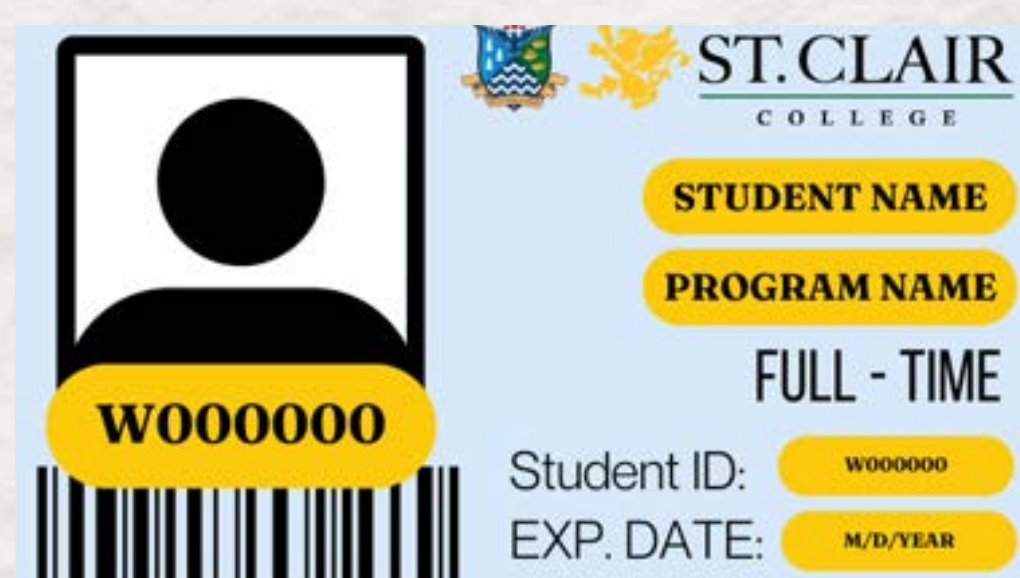 ST. CLAIR
COLLEGE
STUDENT NAME
PROGRAM NAME
FULL - TIME
W000000
Student ID: W000000
EXP. DATE: M/D/YEAR